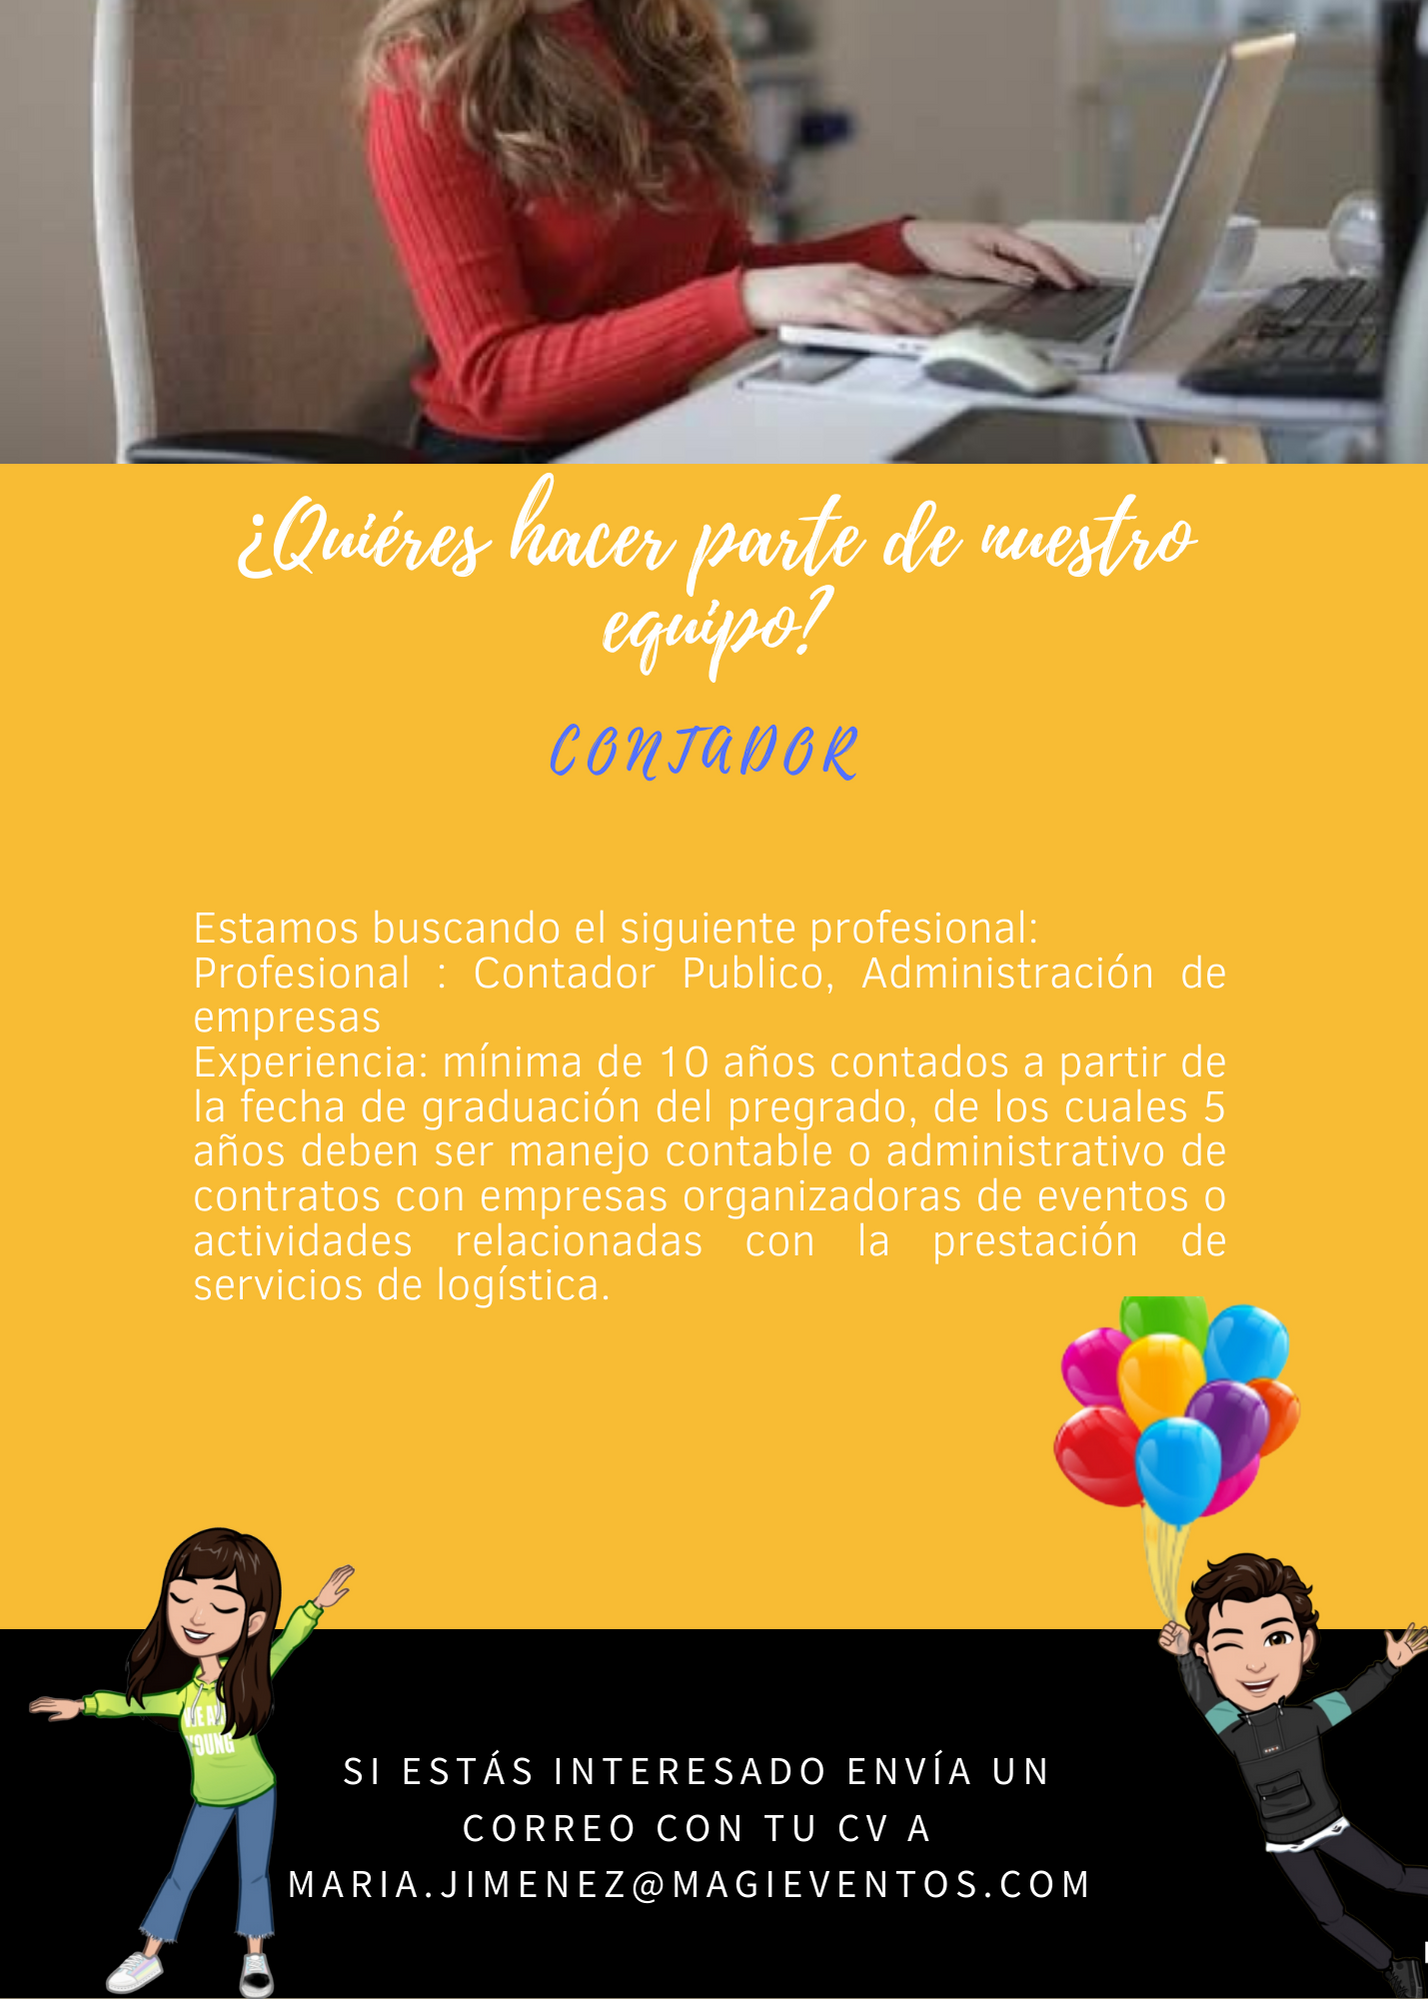 ¿Quiéres hacer parte de nuestro
equipo?
CONTADOR
Estamos buscando el siguiente profesional:
Profesional : Contador Publico, Administración de
empresas
Experiencia: mínima de 10 años contados a partir de
la fecha de graduación del pregrado, de los cuales 5
años deben ser manejo contable o administrativo de
contratos con empresas organizadoras de eventos o
actividades relacionadas con la prestación de
servicios de logística.
WE
YOUNG
SI ESTÁS INTERESADO ENVÍA UN
CORREO CON TU CV A
MARIA.JIMENEZ@MAGIEVENTOS.COM